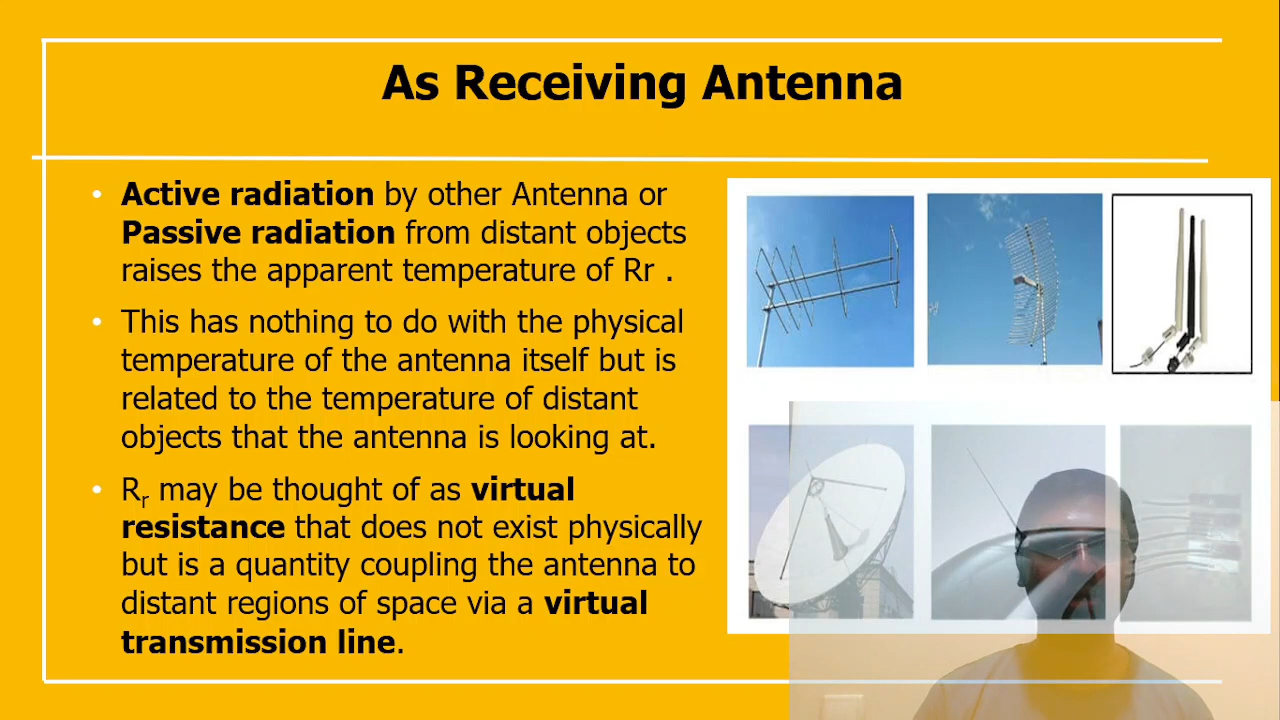 As Receiving Antenna
• Active radiation by other Antenna or
Passive radiation from distant objects
raises the apparent temperature of Rr .
• This has nothing to do with the physical
temperature of the antenna itself but is
related to the temperature of distant
objects that the antenna is looking at.
• Rr may be thought of as virtual
resistance that does not exist physically
but is a quantity coupling the antenna to
distant regions of space via a virtual
transmission line.